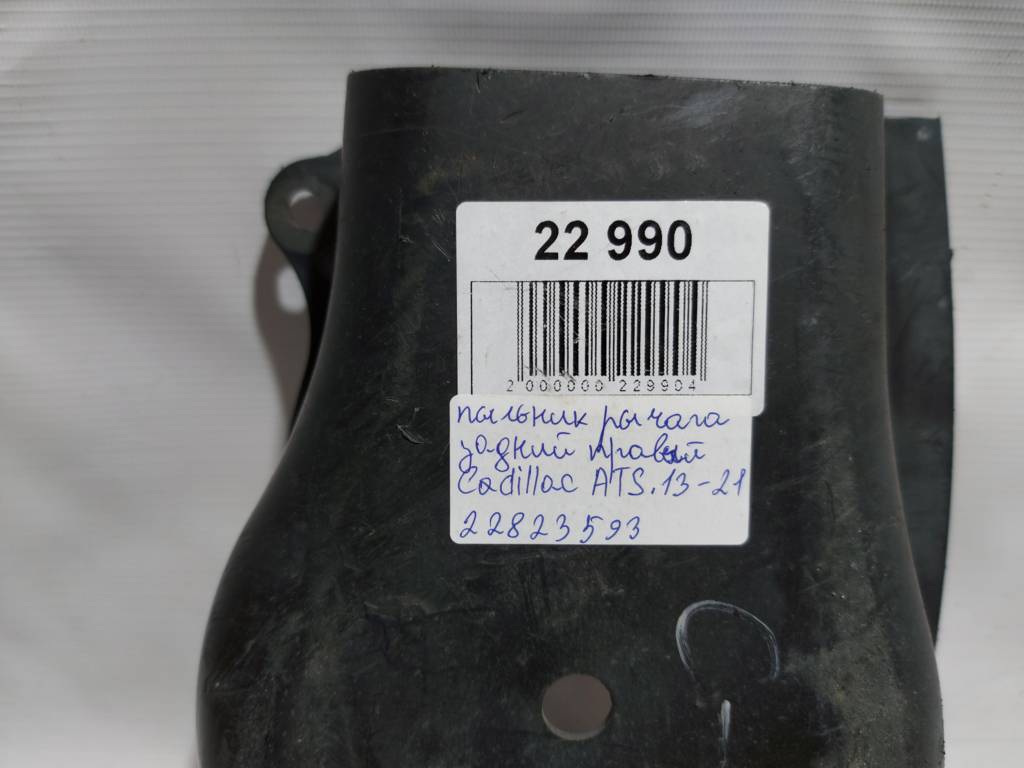 22 990
2 000000 229904
пыльник рычага
задний правый
Cadillac ATS.13-21
22823593